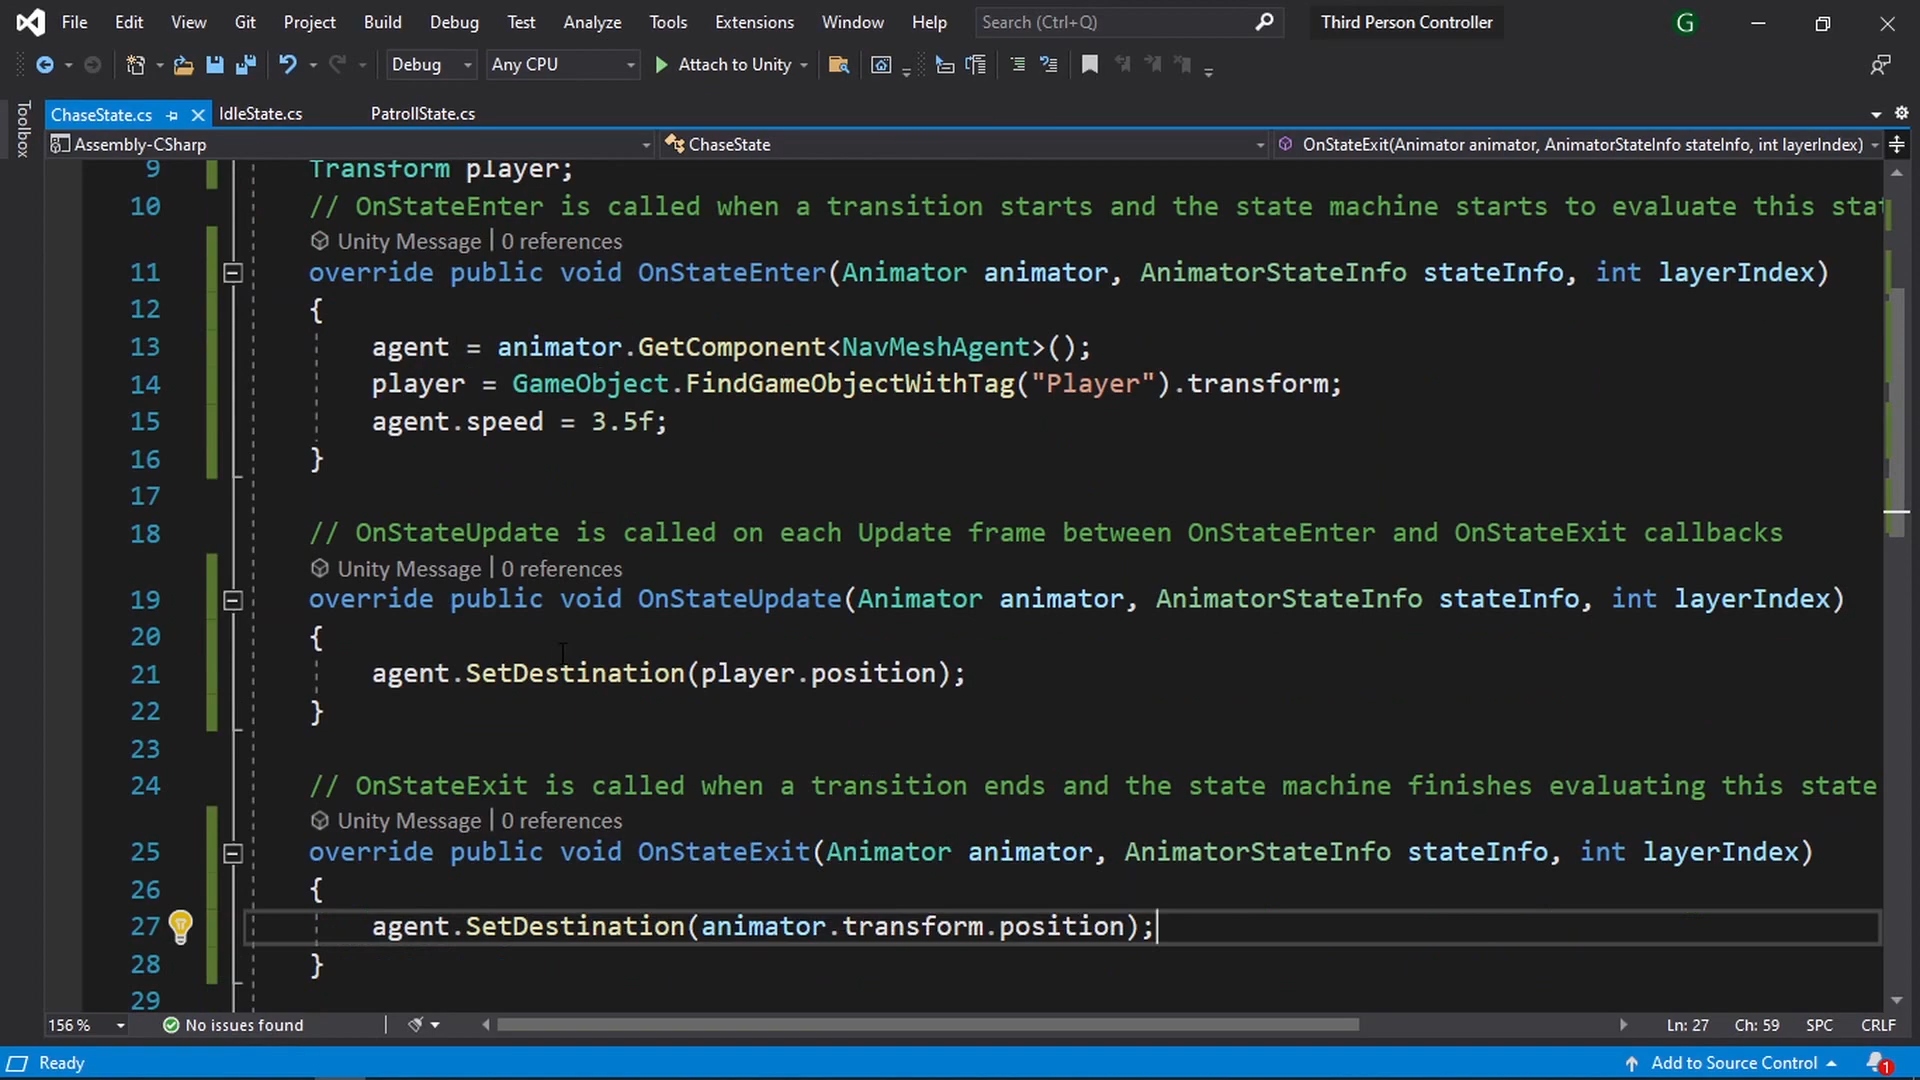 File Edit View Git Project Build Debug Test Analyze Tools Extensions Window Help Search (Ctrl+Q) Third Person Controller G
Debug Any CPU Attach to Unity
Toolbox
ChaseState.cs IdleState.cs PatrollState.cs
Assembly-CSharp ChaseState OnStateExit(Animator animator, AnimatorStateInfo stateInfo, int layerIndex)
9 Transform player;
10 // OnStateEnter is called when a transition starts and the state machine starts to evaluate this stat
Unity Message | 0 references
11 override public void OnStateEnter(Animator animator, AnimatorStateInfo stateInfo, int layerIndex)
12 {
13 agent = animator.GetComponent<NavMeshAgent>();
14 player = GameObject.FindGameObjectWithTag("Player").transform;
15 agent.speed = 3.5f;
16 }
17
18 // OnStateUpdate is called on each Update frame between OnStateEnter and OnStateExit callbacks
Unity Message | 0 references
19 override public void OnStateUpdate(Animator animator, AnimatorStateInfo stateInfo, int layerIndex)
20 {
21 agent.SetDestination(player.position);
22 }
23
24 // OnStateExit is called when a transition ends and the state machine finishes evaluating this state
Unity Message | 0 references
25 override public void OnStateExit(Animator animator, AnimatorStateInfo stateInfo, int layerIndex)
26 {
27 agent.SetDestination(animator.transform.position);
28 }
29
156 % No issues found Ln: 27 Ch: 59 SPC CRLF
Ready Add to Source Control 1